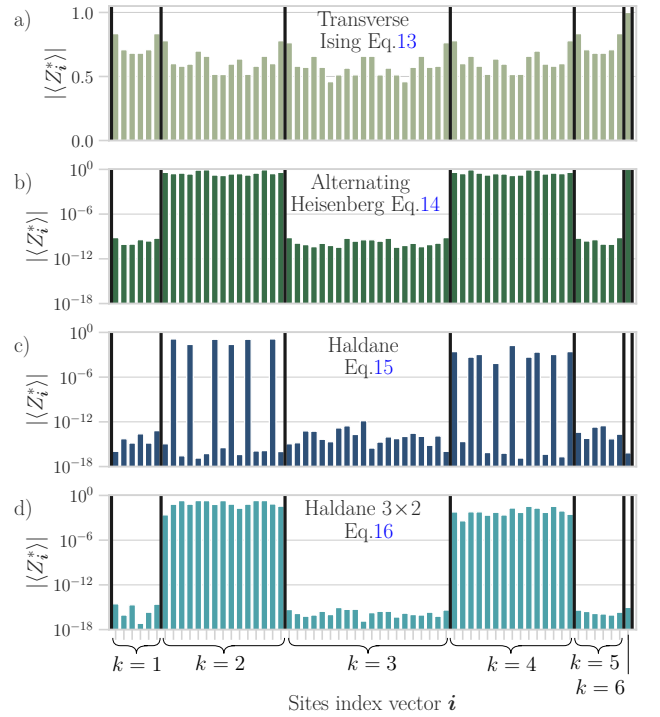 a)
Transverse
Ising Eq.13
|⟨Z*_i⟩|
1.0
0.5
0.0
b)
Alternating
Heisenberg Eq.14
|⟨Z*_i⟩|
10^0
10^−6
10^−12
10^−18
c)
Haldane
Eq.15
|⟨Z*_i⟩|
10^0
10^−6
10^−12
10^−18
d)
Haldane 3×2
Eq.16
|⟨Z*_i⟩|
10^0
10^−6
10^−12
10^−18
k = 1 k = 2 k = 3 k = 4 k = 5
k = 6
Sites index vector i